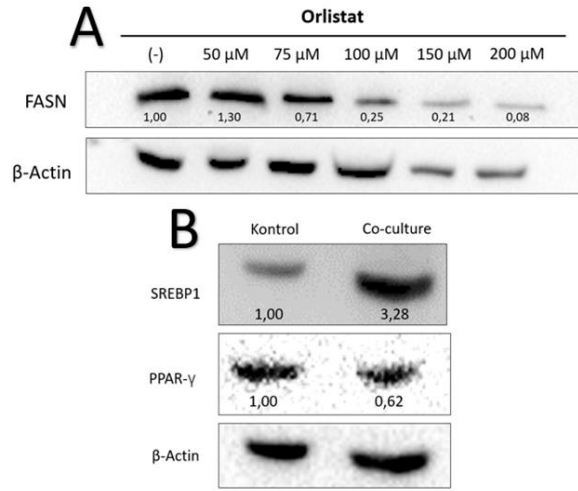 A
Orlistat
(-) 50 µM 75 µM 100 µM 150 µM 200 µM
FASN
1,00 1,30 0,71 0,25 0,21 0,08
β-Actin
B
Kontrol Co-culture
SREBP1
1,00 3,28
PPAR-γ
1,00 0,62
β-Actin